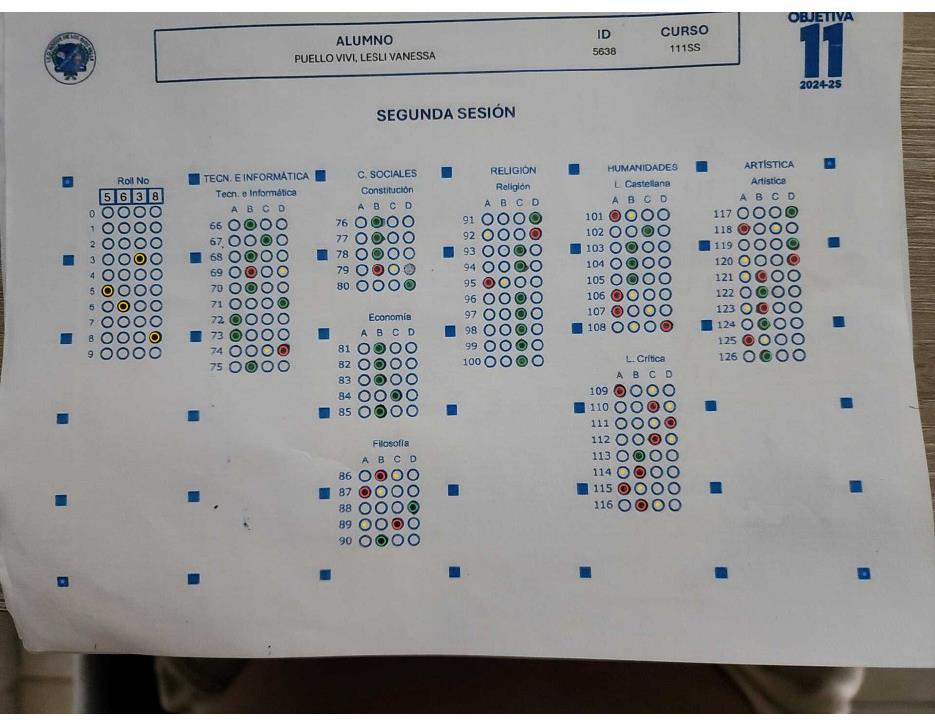 OBJETIVA
11
2024-25
ALUMNO
PUELLO VIVI, LESLI VANESSA
ID
5638
CURSO
111SS
SEGUNDA SESIÓN
Roll No
5 6 3 8
0
1
2
3
4
5
6
7
8
9
TECN. E INFORMÁTICA
Tecn. e Informática
A B C D
66
67
68
69
70
71
72
73
74
75
C. SOCIALES
Constitución
A B C D
76
77
78
79
80
Economía
A B C D
81
82
83
84
85
Filosofía
A B C D
86
87
88
89
90
RELIGIÓN
Religión
A B C D
91
92
93
94
95
96
97
98
99
100
HUMANIDADES
L. Castellana
A B C D
101
102
103
104
105
106
107
108
L. Crítica
A B C D
109
110
111
112
113
114
115
116
ARTÍSTICA
Artística
A B C D
117
118
119
120
121
122
123
124
125
126